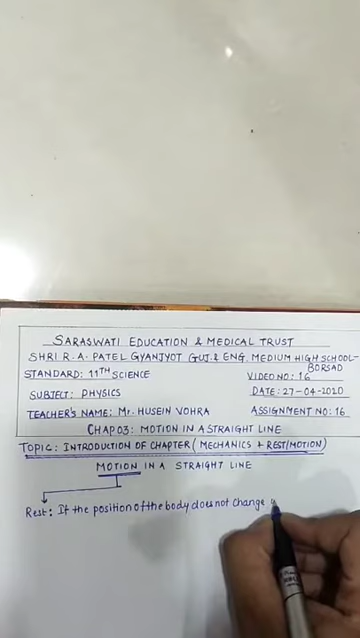 SARASWATI EDUCATION & MEDICAL TRUST
SHRI R. A. PATEL GYANJYOT GUJ. & ENG. MEDIUM HIGH SCHOOL-BORSAD
STANDARD: 11TH SCIENCE
VIDEO NO: 16
SUBJECT: PHYSICS
DATE: 27-04-2020
TEACHER'S NAME: Mr. HUSEIN VOHRA
ASSIGNMENT NO: 16
CHAP.03: MOTION IN A STRAIGHT LINE
TOPIC: INTRODUCTION OF CHAPTER ( MECHANICS + REST/MOTION)
MOTION IN A STRAIGHT LINE
Rest: If the position of the body does not change